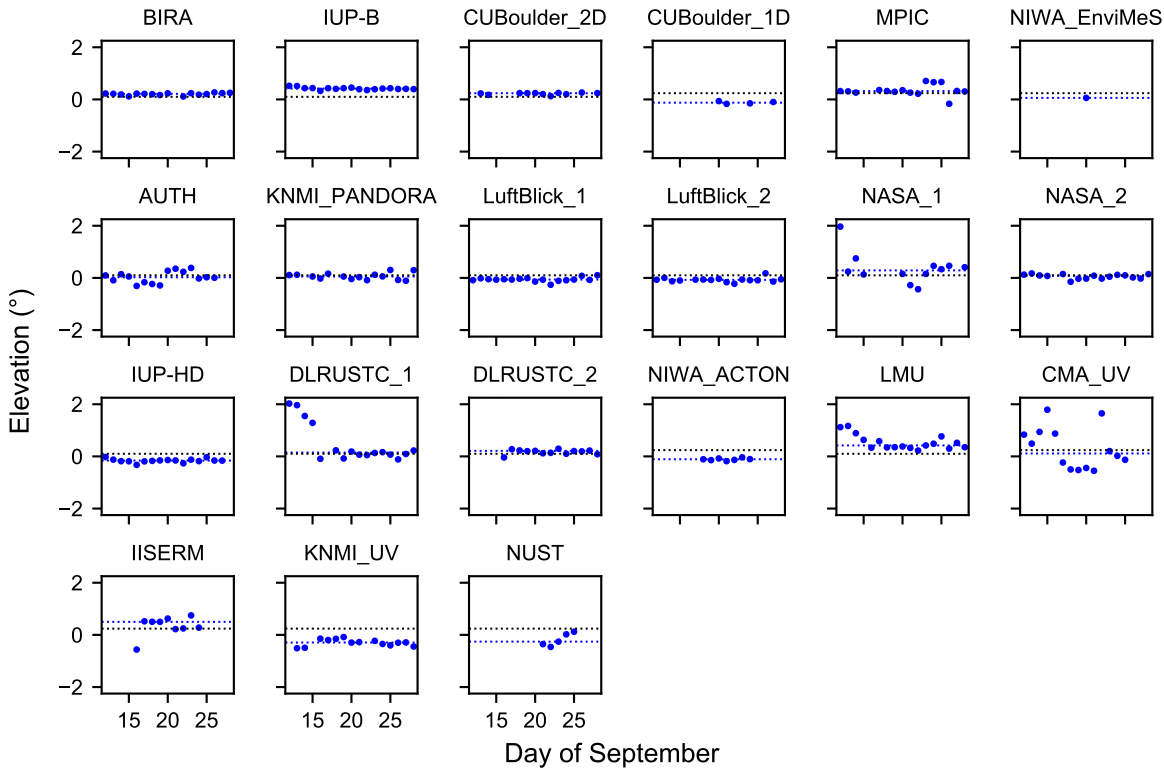 BIRA IUP-B CUBoulder_2D CUBoulder_1D MPIC NIWA_EnviMeS
2
0
−2
AUTH KNMI_PANDORA LuftBlick_1 LuftBlick_2 NASA_1 NASA_2
2
0
−2
Elevation (°)
IUP-HD DLRUSTC_1 DLRUSTC_2 NIWA_ACTON LMU CMA_UV
2
0
−2
IISERM KNMI_UV NUST
2
0
−2
15 20 25 15 20 25 15 20 25
Day of September